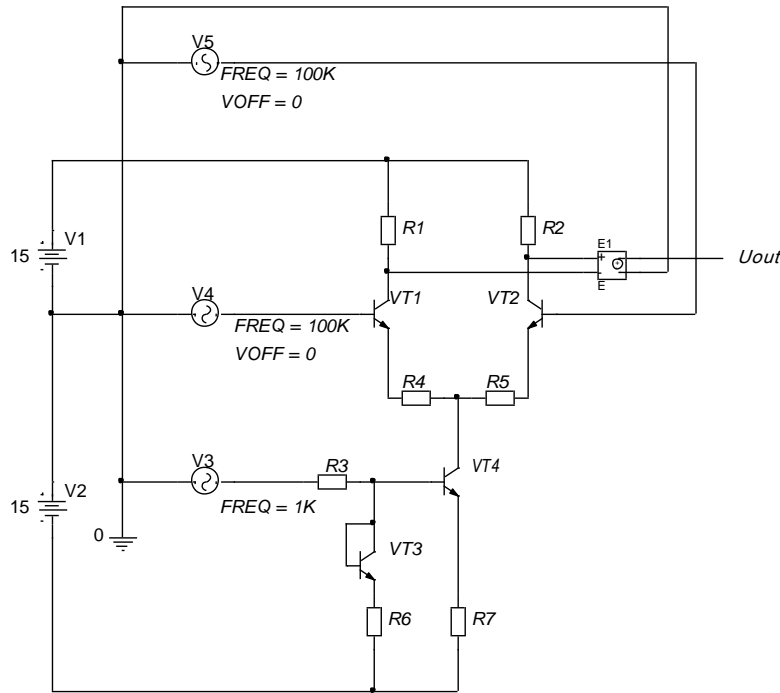 V5
FREQ = 100K
VOFF = 0
V1
15
R1
R2
E1
+
-
E
Uout
V4
VT1
VT2
FREQ = 100K
VOFF = 0
R4
R5
V3
R3
VT4
V2
15
FREQ = 1K
0
VT3
R6
R7